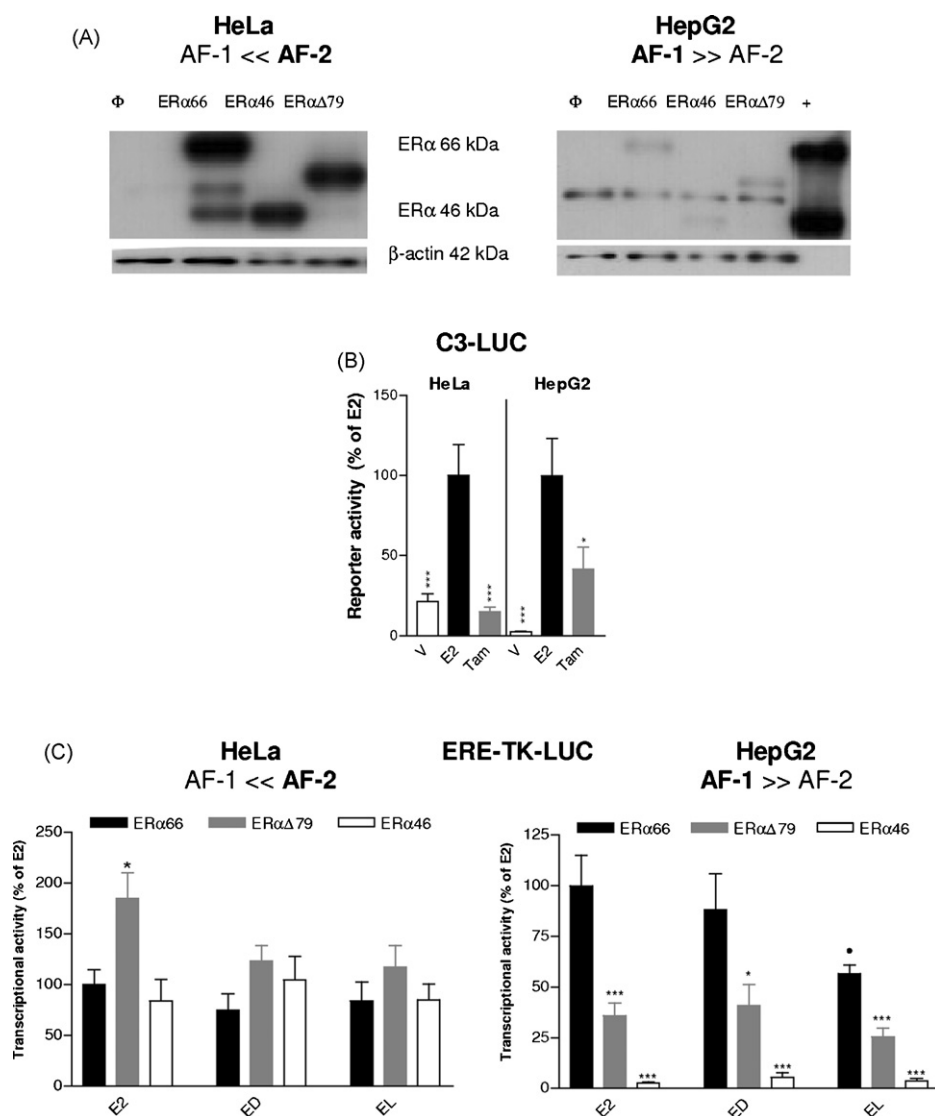 (A)
HeLa
AF-1 << AF-2
HepG2
AF-1 >> AF-2
Φ ERα66 ERα46 ERαΔ79
Φ ERα66 ERα46 ERαΔ79 +
ERα 66 kDa
ERα 46 kDa
β-actin 42 kDa
C3-LUC
(B)
HeLa HepG2
Reporter activity (% of E2)
150
100
50
0
***
***
***
*
V E2 Tam V E2 Tam
(C)
HeLa
AF-1 << AF-2
ERE-TK-LUC
HepG2
AF-1 >> AF-2
ERα66 ERαΔ79 ERα46
Transcriptional activity (% of E2)
250
200
150
100
50
0
*
E2 ED EL
ERα66 ERαΔ79 ERα46
Transcriptional activity (% of E2)
125
100
75
50
25
0
*** *** * *** • *** ***
E2 ED EL